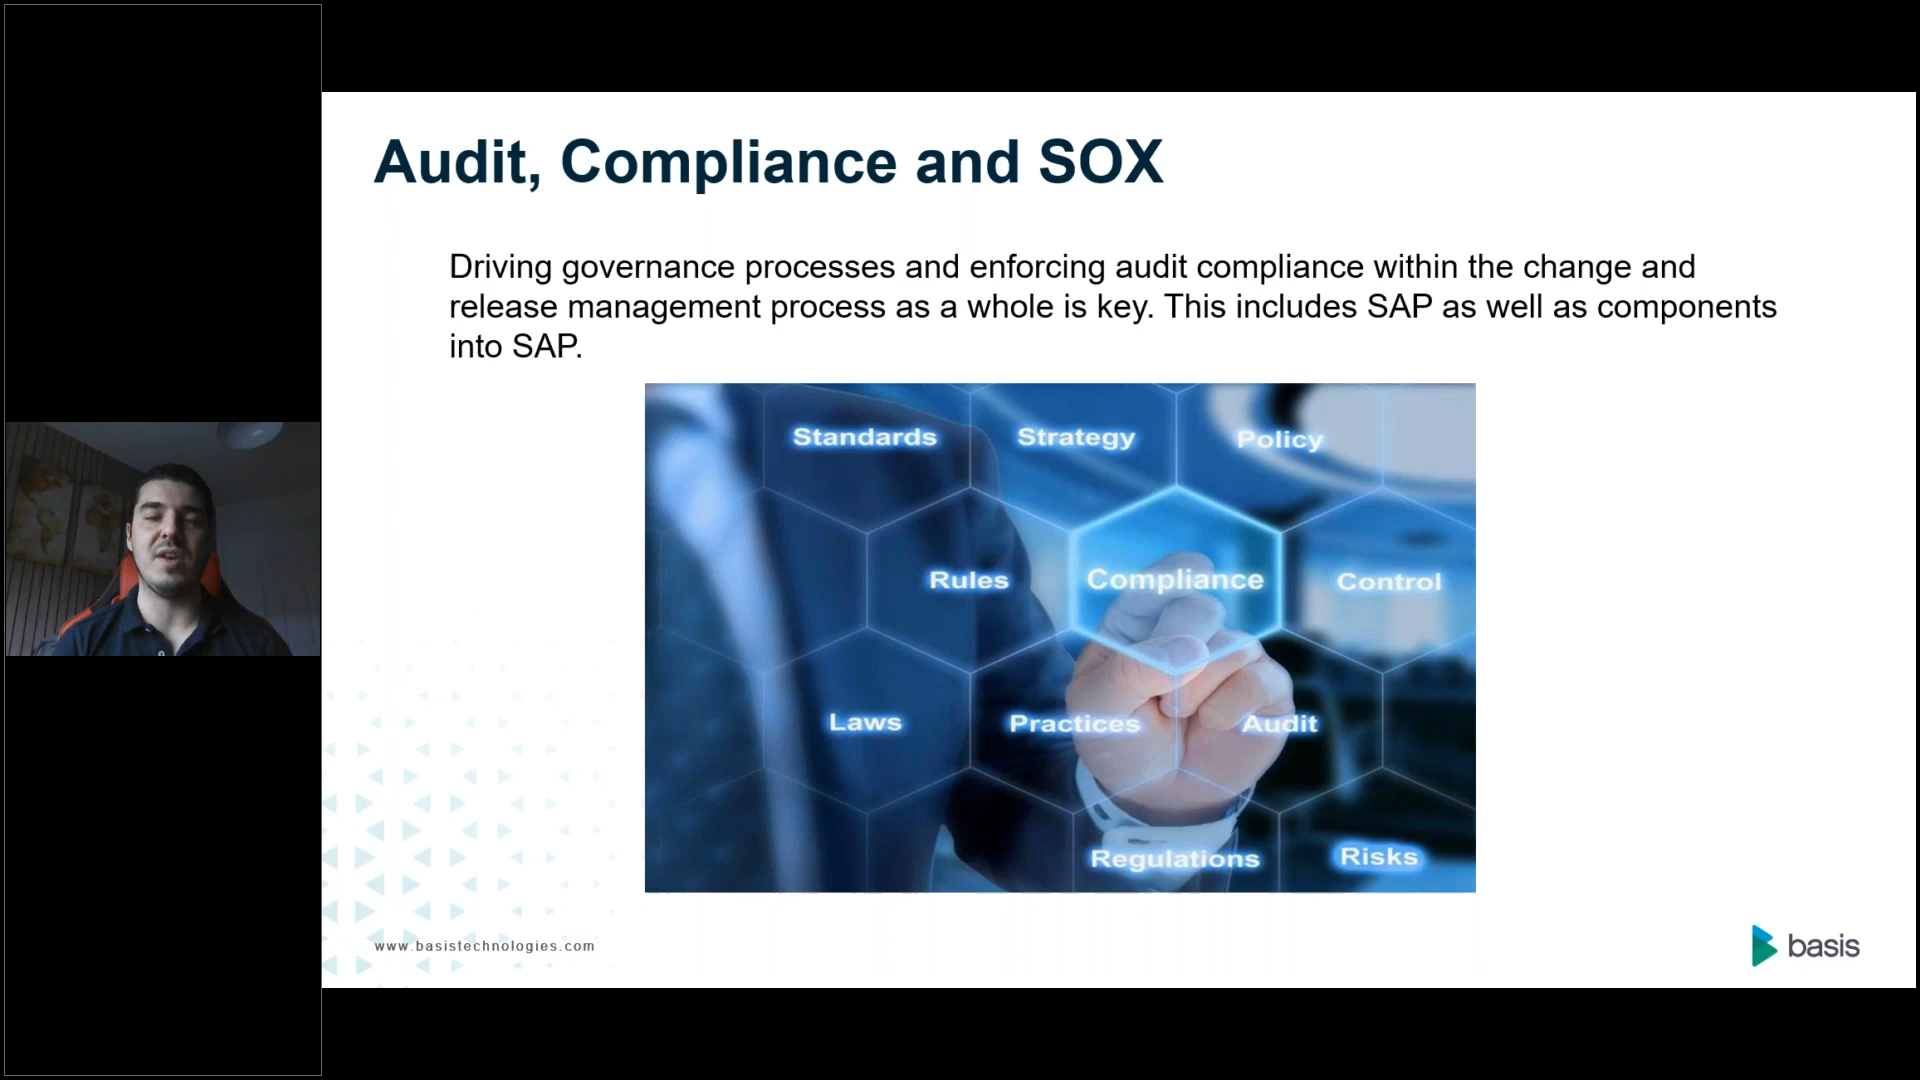 Audit, Compliance and SOX
Driving governance processes and enforcing audit compliance within the change and
release management process as a whole is key. This includes SAP as well as components
into SAP.
Standards
Strategy
Policy
Rules
Compliance
Control
Laws
Practices
Audit
Regulations
Risks
www.basistechnologies.com
basis